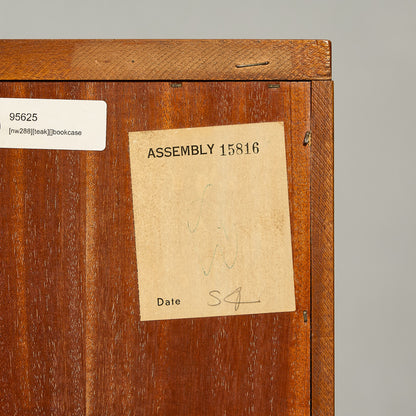 95625
[nw288][teak][]bookcase
ASSEMBLY 15816
Date